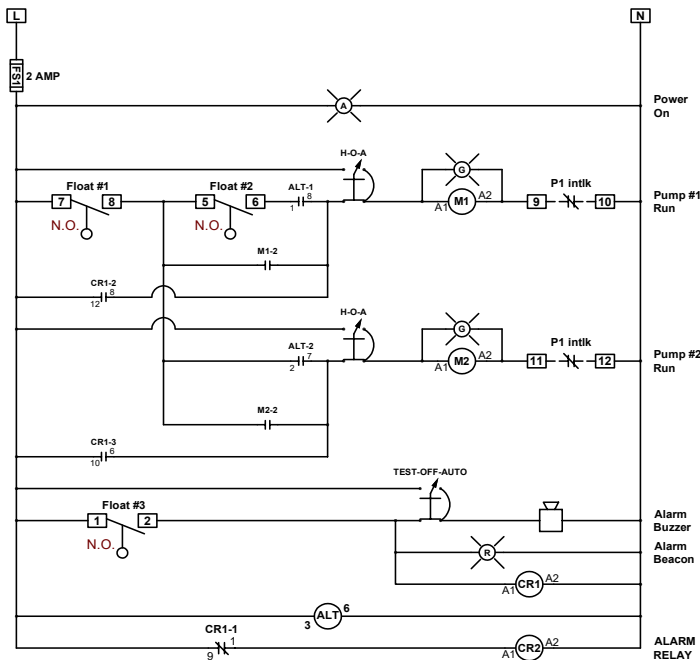 L
N
FS1
2 AMP
A
Power
On
H-O-A
G
Float #1
Float #2
ALT-1
P1 intlk
7
8
5
6
8
1
M1
A1
A2
9
10
Pump #1
Run
N.O.
N.O.
M1-2
CR1-2
8
12
H-O-A
G
ALT-2
7
2
P1 intlk
M2
A1
A2
11
12
Pump #2
Run
M2-2
CR1-3
6
10
TEST-OFF-AUTO
Float #3
1
2
Alarm
Buzzer
N.O.
R
Alarm
Beacon
CR1
A1
A2
ALT
3
6
CR1-1
1
9
CR2
A1
A2
ALARM
RELAY